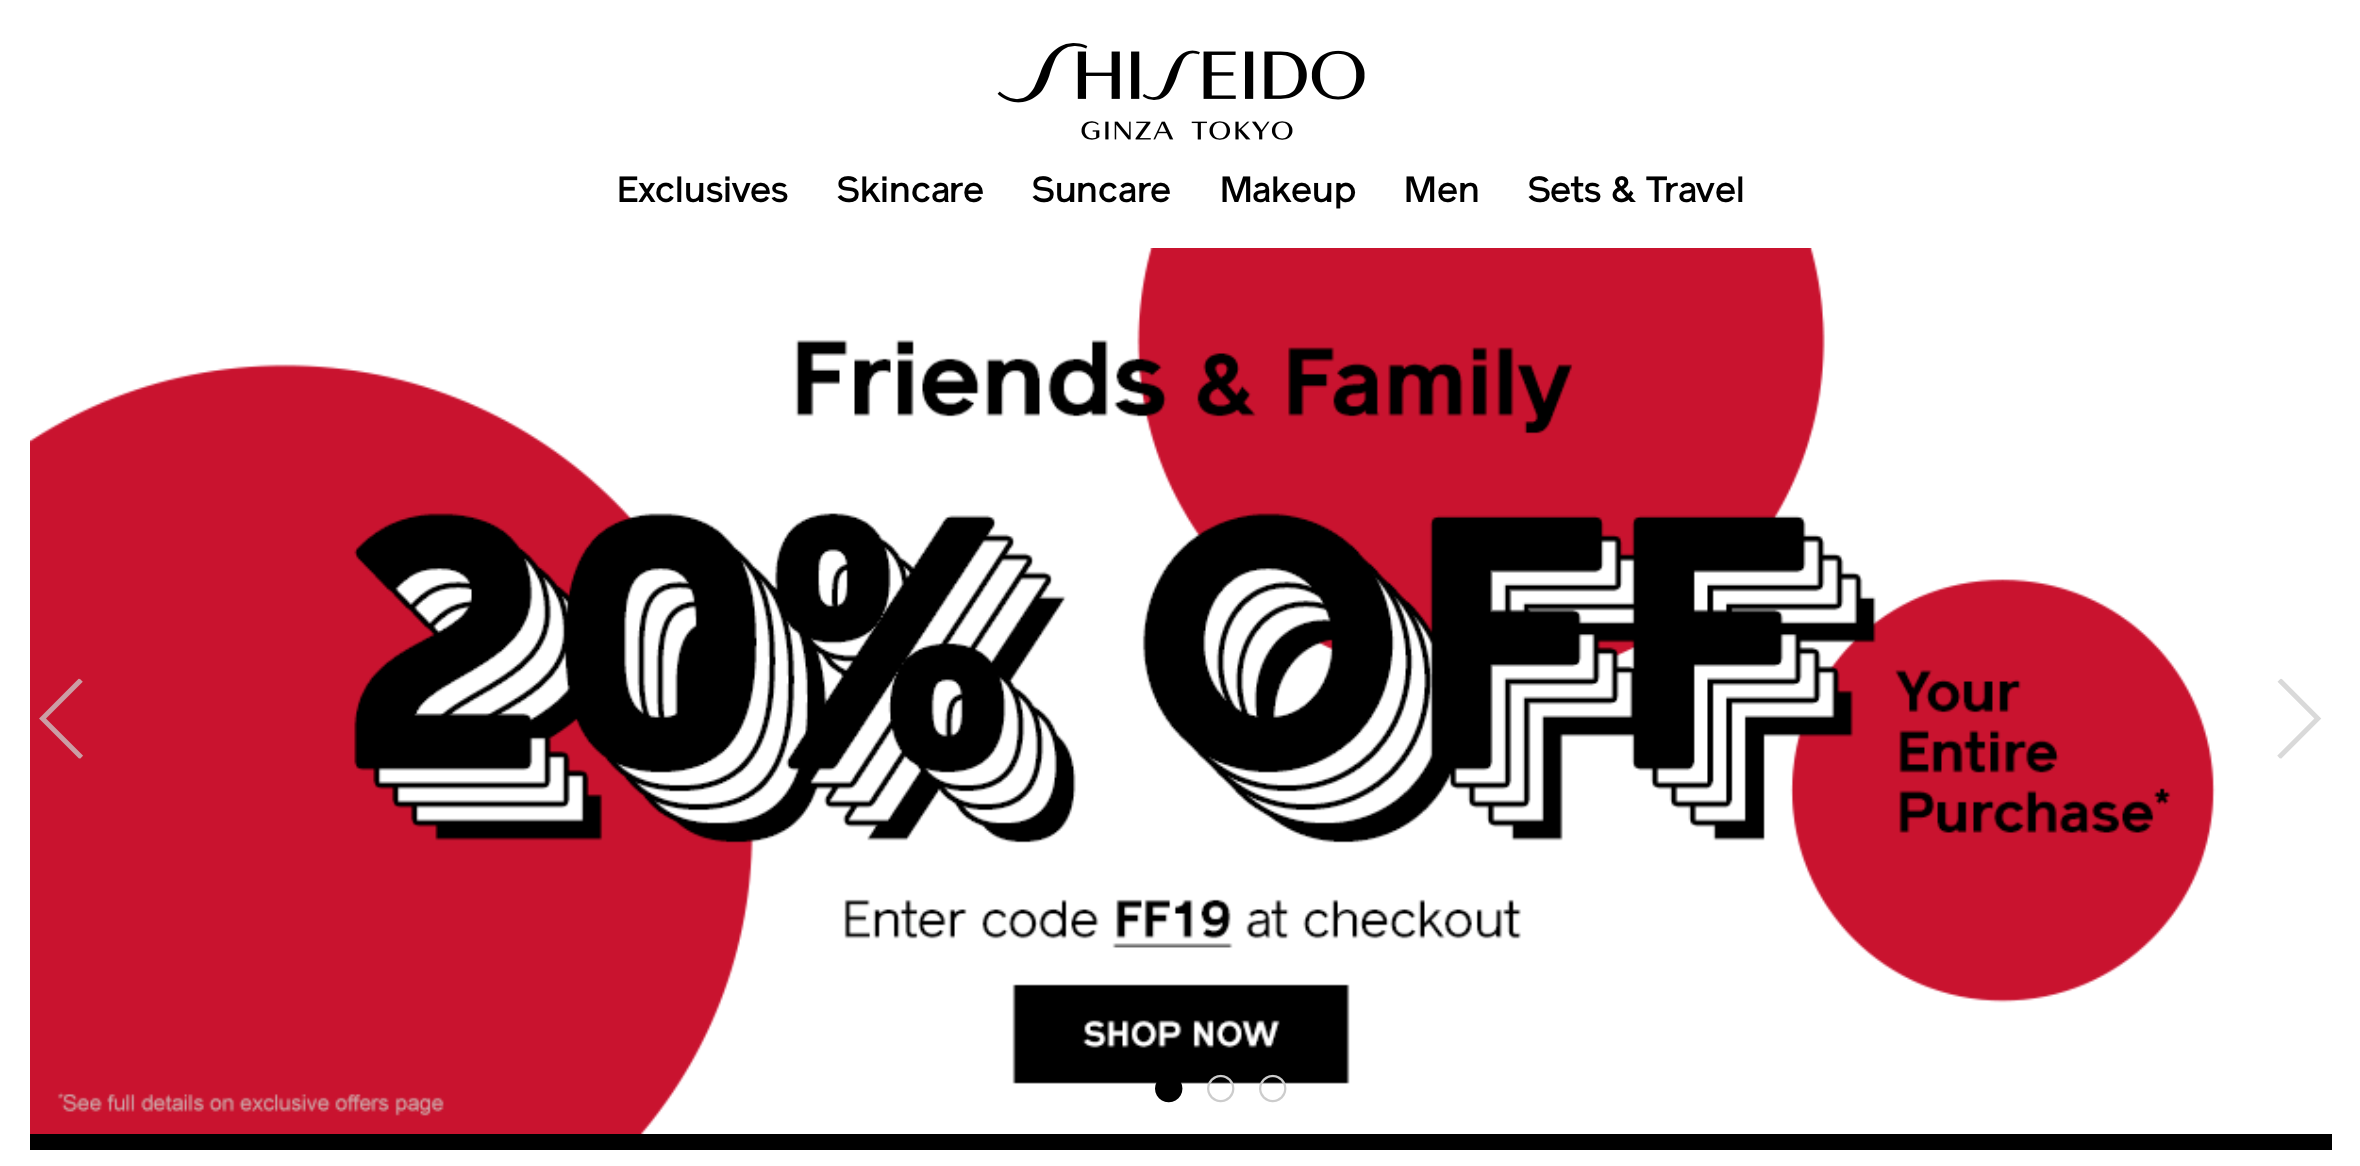 SHISEIDO
GINZA TOKYO
Exclusives Skincare Suncare Makeup Men Sets & Travel
Friends & Family
20% OFF
Your
Entire
Purchase*
Enter code FF19 at checkout
SHOP NOW
*See full details on exclusive offers page